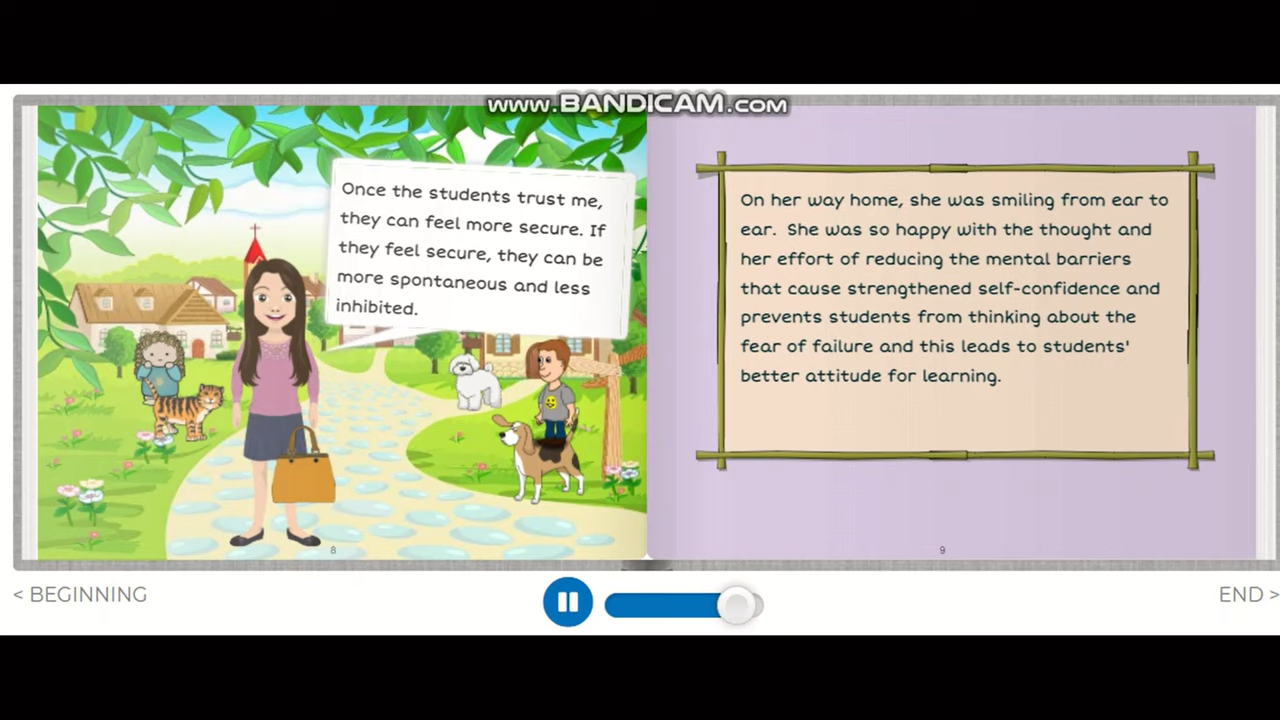 www.BANDICAM.com
Once the students trust me,
they can feel more secure. If
they feel secure, they can be
more spontaneous and less
inhibited.
8
On her way home, she was smiling from ear to
ear. She was so happy with the thought and
her effort of reducing the mental barriers
that cause strengthened self-confidence and
prevents students from thinking about the
fear of failure and this leads to students'
better attitude for learning.
9
< BEGINNING
END >